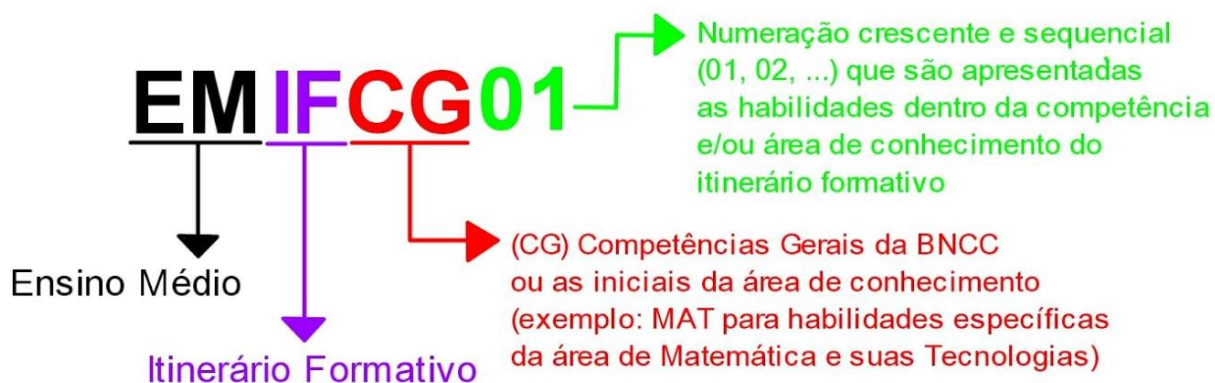 EMIFCG01
Numeração crescente e sequencial
(01, 02, ...) que são apresentadas
as habilidades dentro da competência
e/ou área de conhecimento do
itinerário formativo
(CG) Competências Gerais da BNCC
ou as iniciais da área de conhecimento
(exemplo: MAT para habilidades específicas
da área de Matemática e suas Tecnologias)
Ensino Médio
Itinerário Formativo